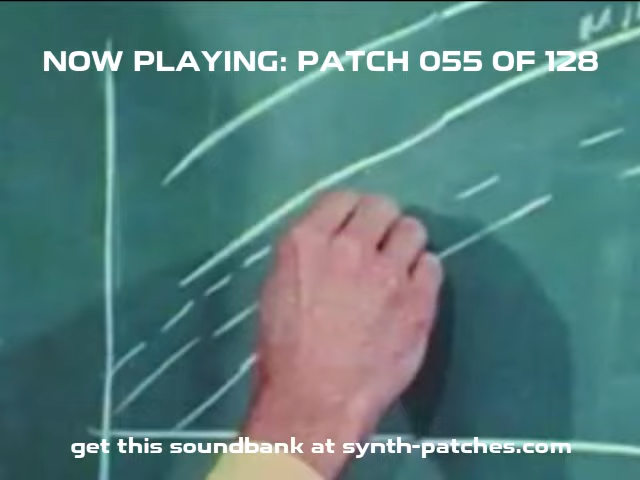 NOW PLAYING: PATCH 055 OF 128
get this soundbank at synth-patches.com